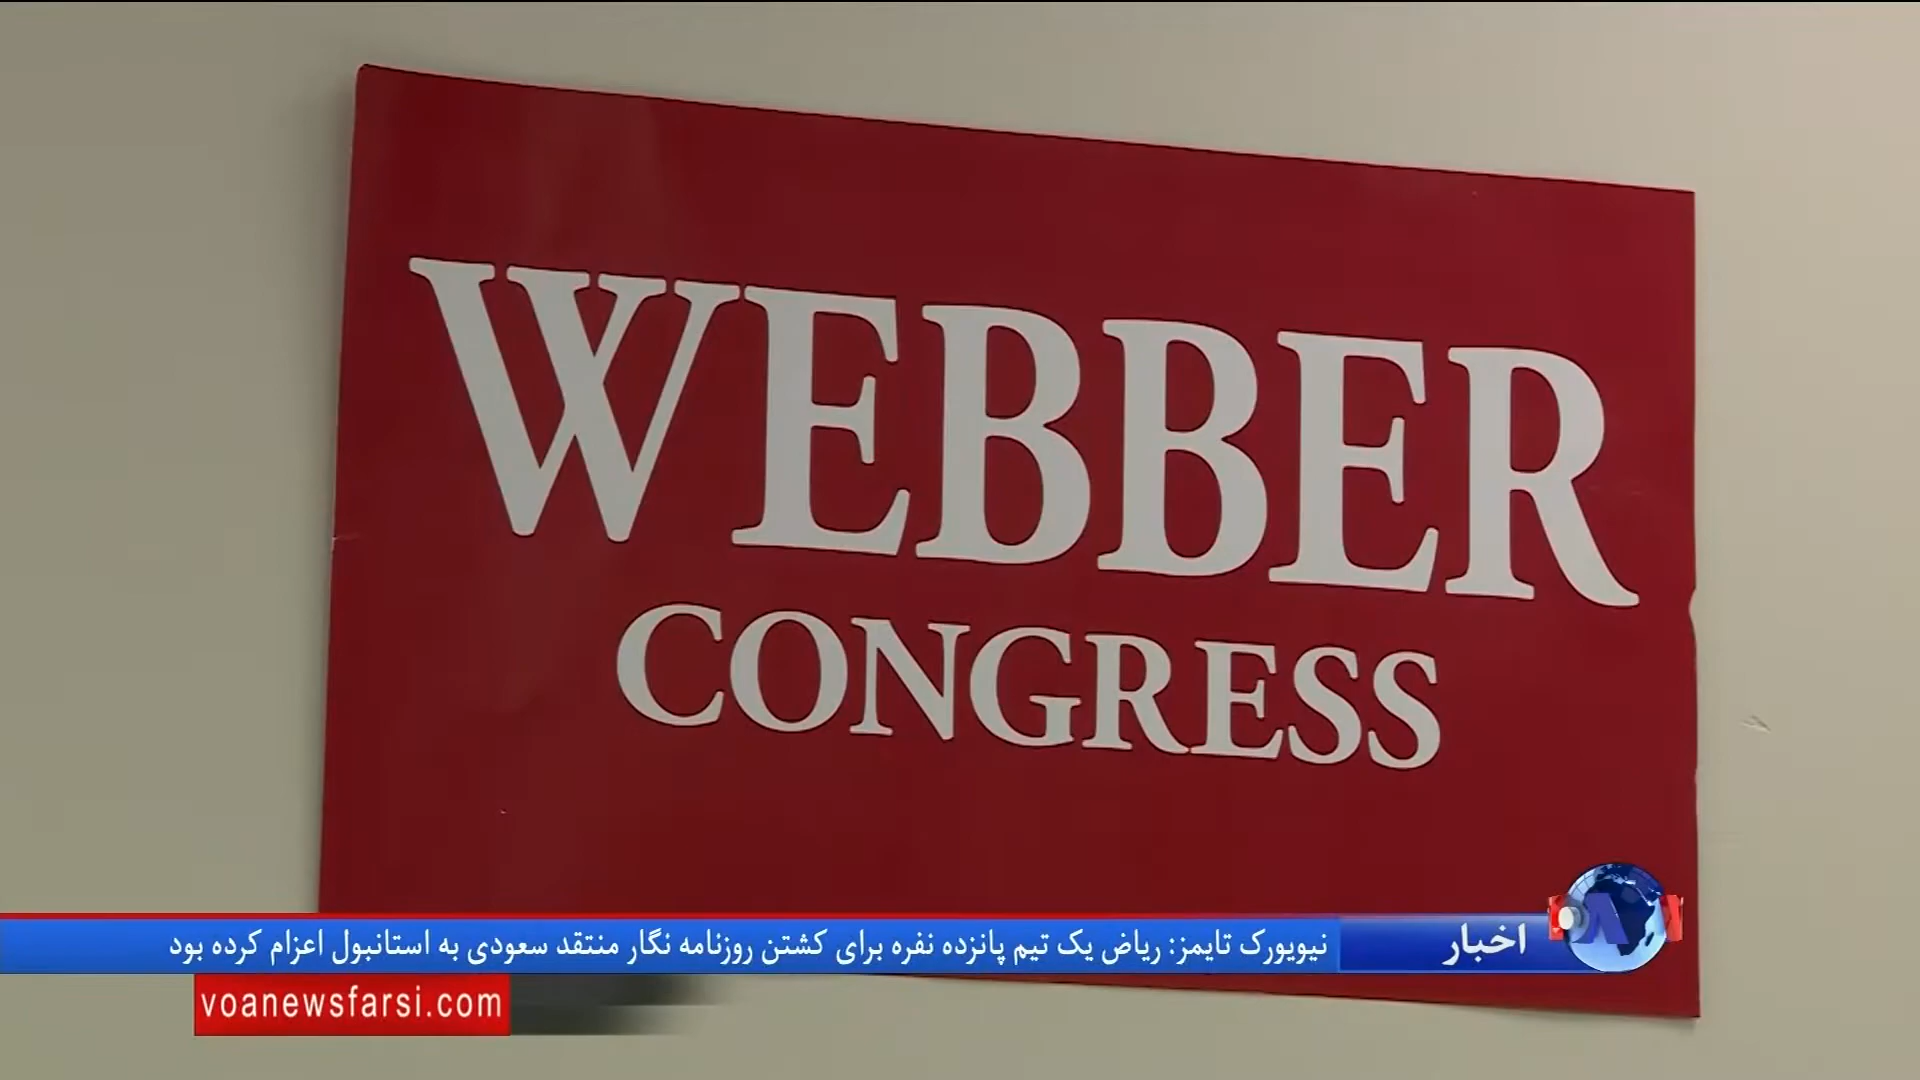 WEBBER
CONGRESS
اخبار
نیویورک تایمز: ریاض یک تیم پانزده نفره برای کشتن روزنامه نگار منتقد سعودی به استانبول اعزام کرده بود
voanewsfarsi.com